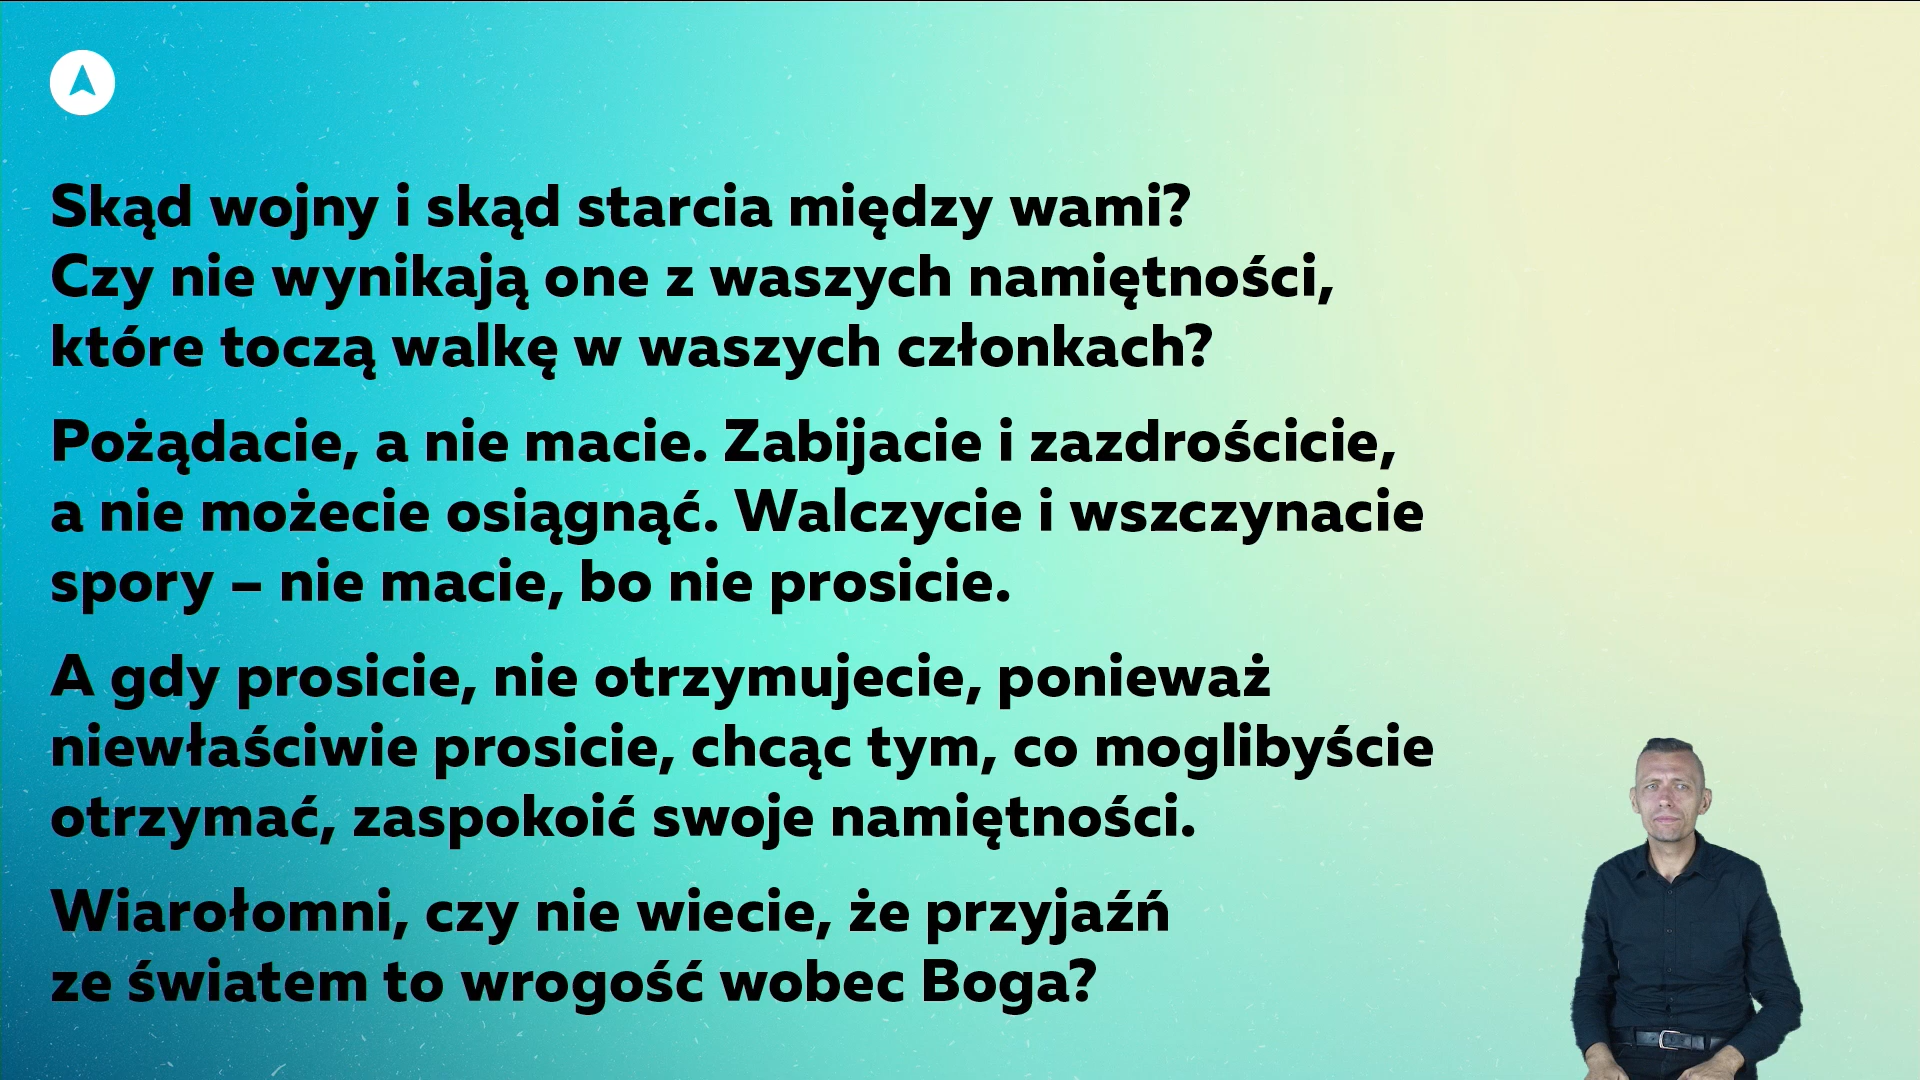 Skąd wojny i skąd starcia między wami?
Czy nie wynikają one z waszych namiętności,
które toczą walkę w waszych członkach?
Pożądacie, a nie macie. Zabijacie i zazdrościcie,
a nie możecie osiągnąć. Walczycie i wszczynacie
spory – nie macie, bo nie prosicie.
A gdy prosicie, nie otrzymujecie, ponieważ
niewłaściwie prosicie, chcąc tym, co moglibyście
otrzymać, zaspokoić swoje namiętności.
Wiarołomni, czy nie wiecie, że przyjaźń
ze światem to wrogość wobec Boga?